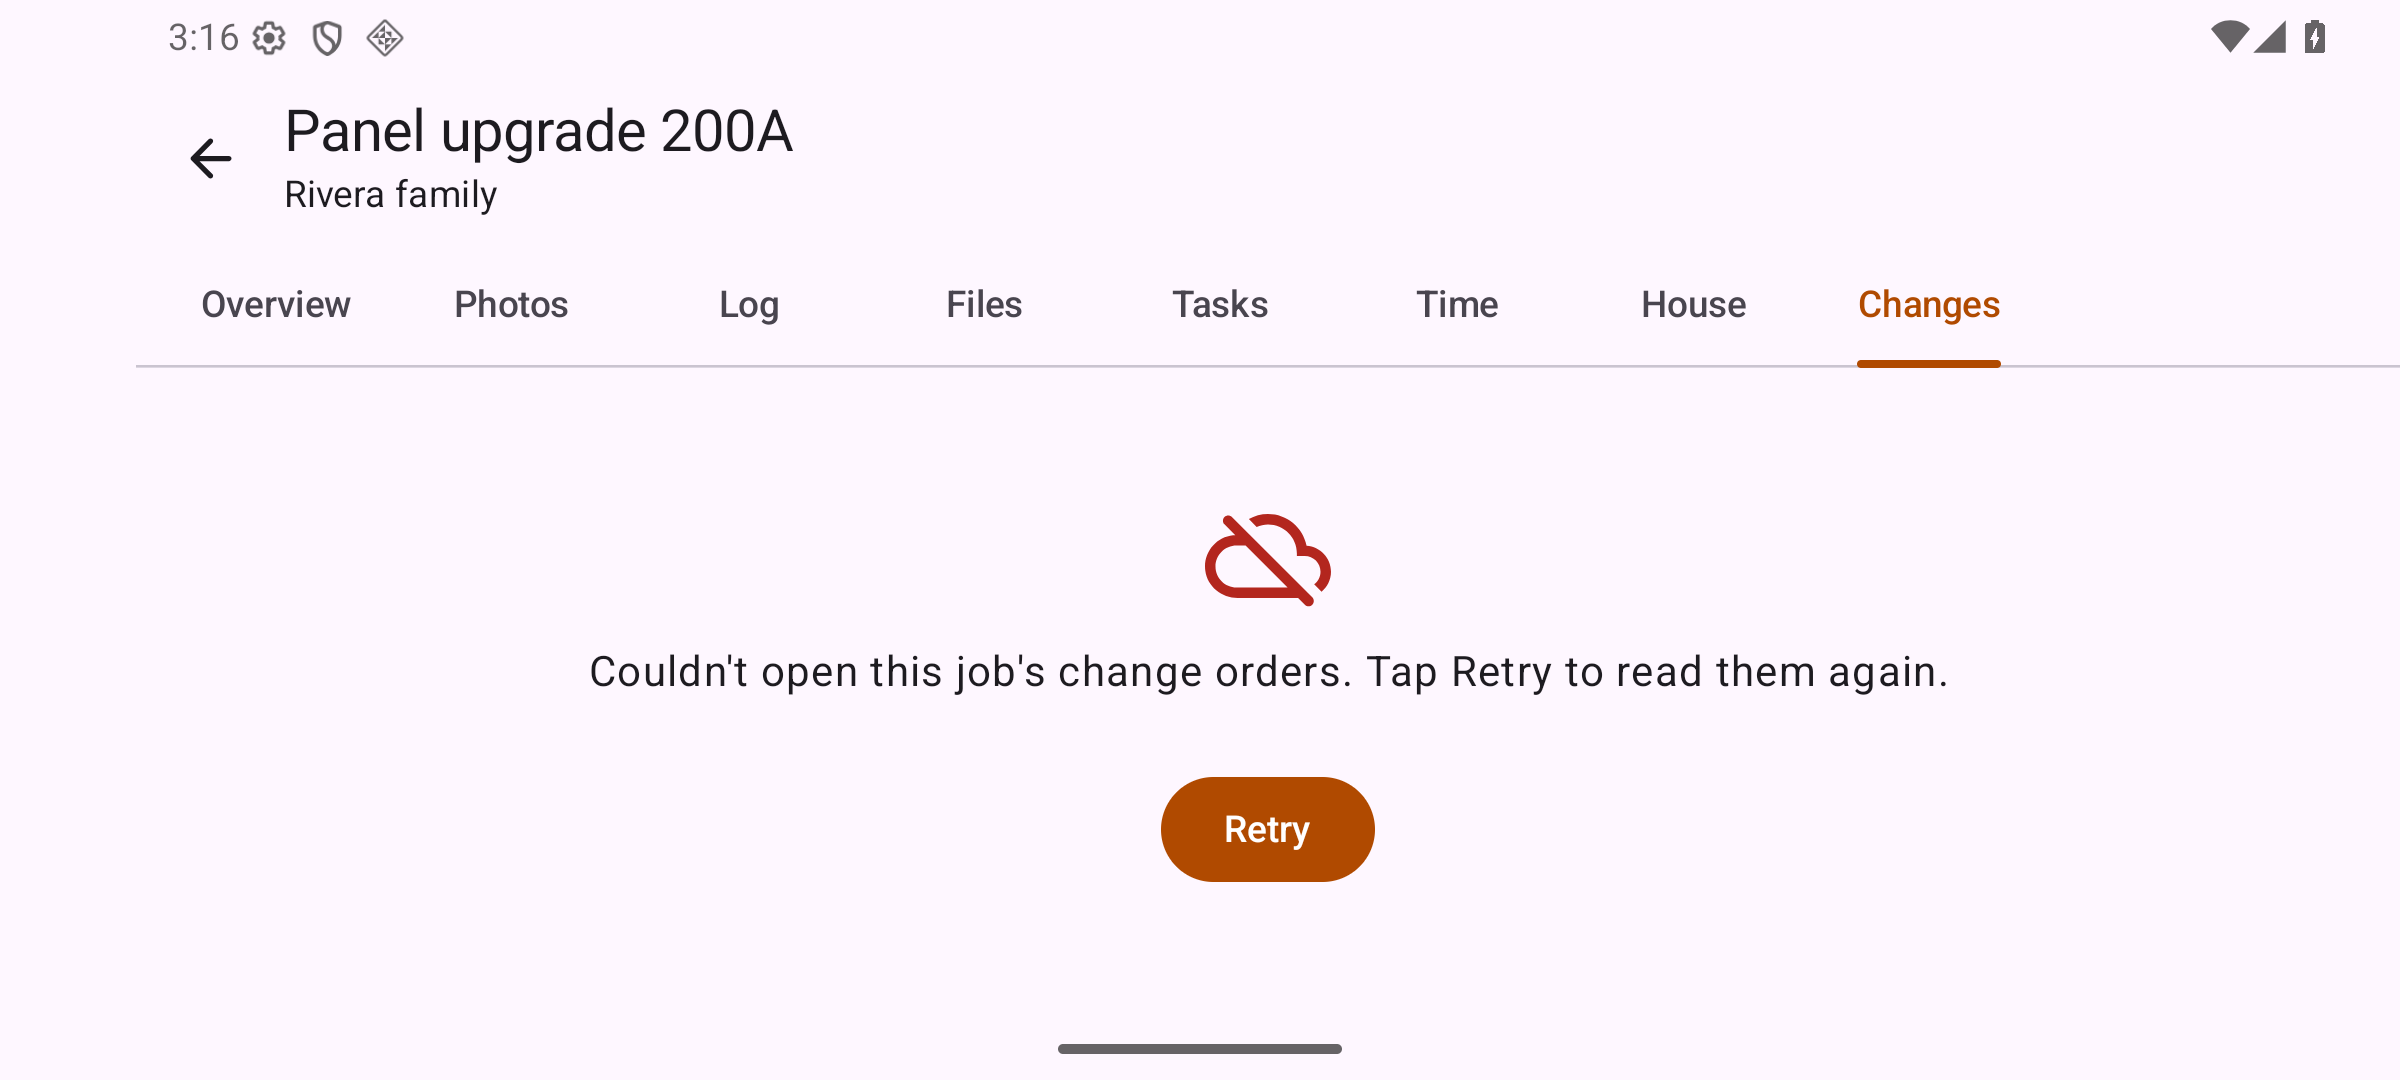 3:16
Panel upgrade 200A
Rivera family
Overview Photos Log Files Tasks Time House Changes
Couldn't open this job's change orders. Tap Retry to read them again.
Retry